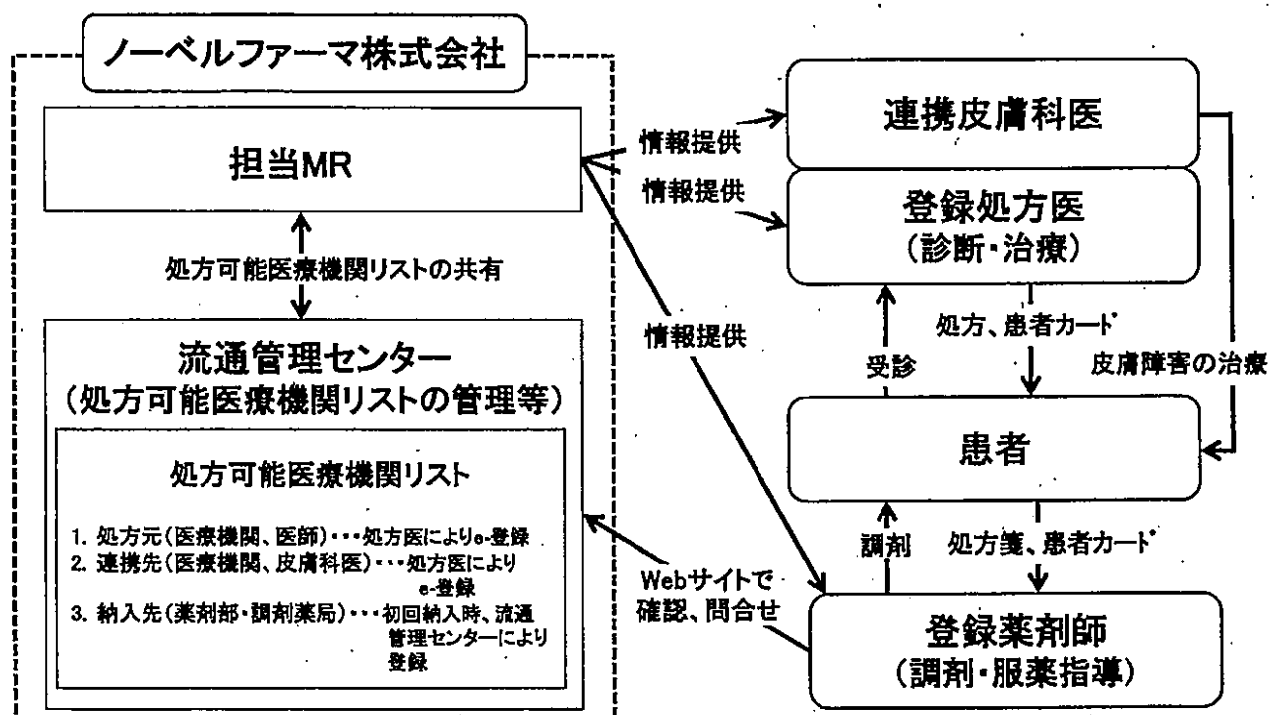 ノーベルファーマ株式会社
担当MR
処方可能医療機関リストの共有
流通管理センター
(処方可能医療機関リストの管理等)
処方可能医療機関リスト
1. 処方元(医療機関、医師)・・・処方医によりe-登録
2. 連携先(医療機関、皮膚科医)・・・処方医により
e-登録
3. 納入先(薬剤部・調剤薬局)・・・初回納入時、流通
管理センターにより
登録
情報提供
情報提供
情報提供
Webサイトで
確認、問合せ
連携皮膚科医
登録処方医
(診断・治療)
処方、患者カード
受診
皮膚障害の治療
患者
調剤
処方箋、患者カード
登録薬剤師
(調剤・服薬指導)